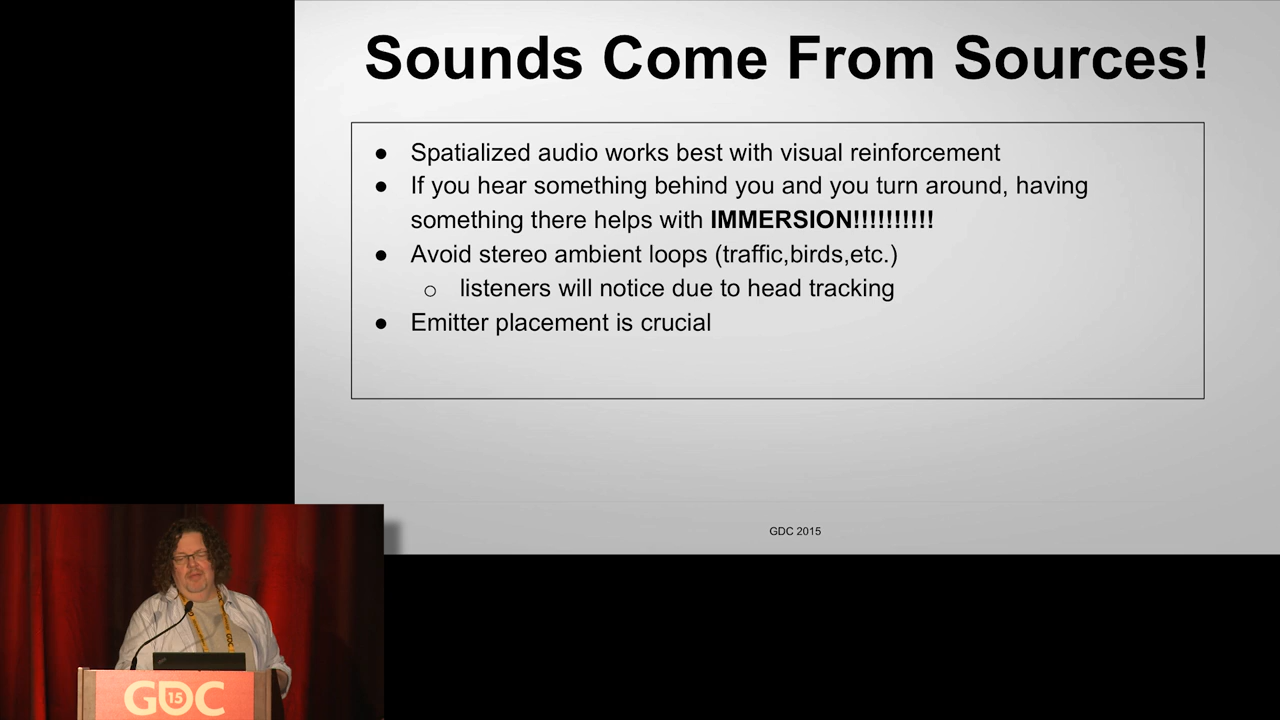 Sounds Come From Sources!
● Spatialized audio works best with visual reinforcement
● If you hear something behind you and you turn around, having
something there helps with IMMERSION!!!!!!!!!!
● Avoid stereo ambient loops (traffic,birds,etc.)
○ listeners will notice due to head tracking
● Emitter placement is crucial
GDC 2015
GDC
GDC
15